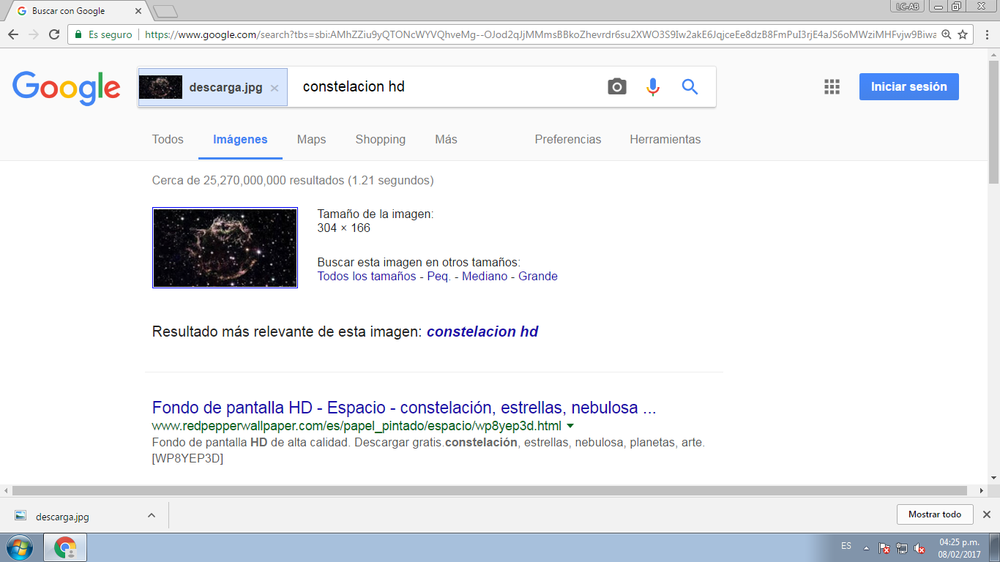 Buscar con Google
LC-AB
Es seguro
https://www.google.com/search?tbs=sbi:AMhZZiu9yQTONcWYVQhveMg--OJod2qJjMMmsBBkoZhevrdr6su2XWO3S9Iw2akE6JqjceEe8dzB8FmPuI3rjE4aJS6oMWziMHFvjw9Biwa
Google
descarga.jpg
constelacion hd
Iniciar sesión
Todos Imágenes Maps Shopping Más Preferencias Herramientas
Cerca de 25,270,000,000 resultados (1.21 segundos)
Tamaño de la imagen:
304 × 166
Buscar esta imagen en otros tamaños:
Todos los tamaños - Peq. - Mediano - Grande
Resultado más relevante de esta imagen: constelacion hd
Fondo de pantalla HD - Espacio - constelación, estrellas, nebulosa ...
www.redpepperwallpaper.com/es/papel_pintado/espacio/wp8yep3d.html
Fondo de pantalla HD de alta calidad. Descargar gratis.constelación, estrellas, nebulosa, planetas, arte.
[WP8YEP3D]
descarga.jpg
Mostrar todo
ES
04:25 p.m.
08/02/2017